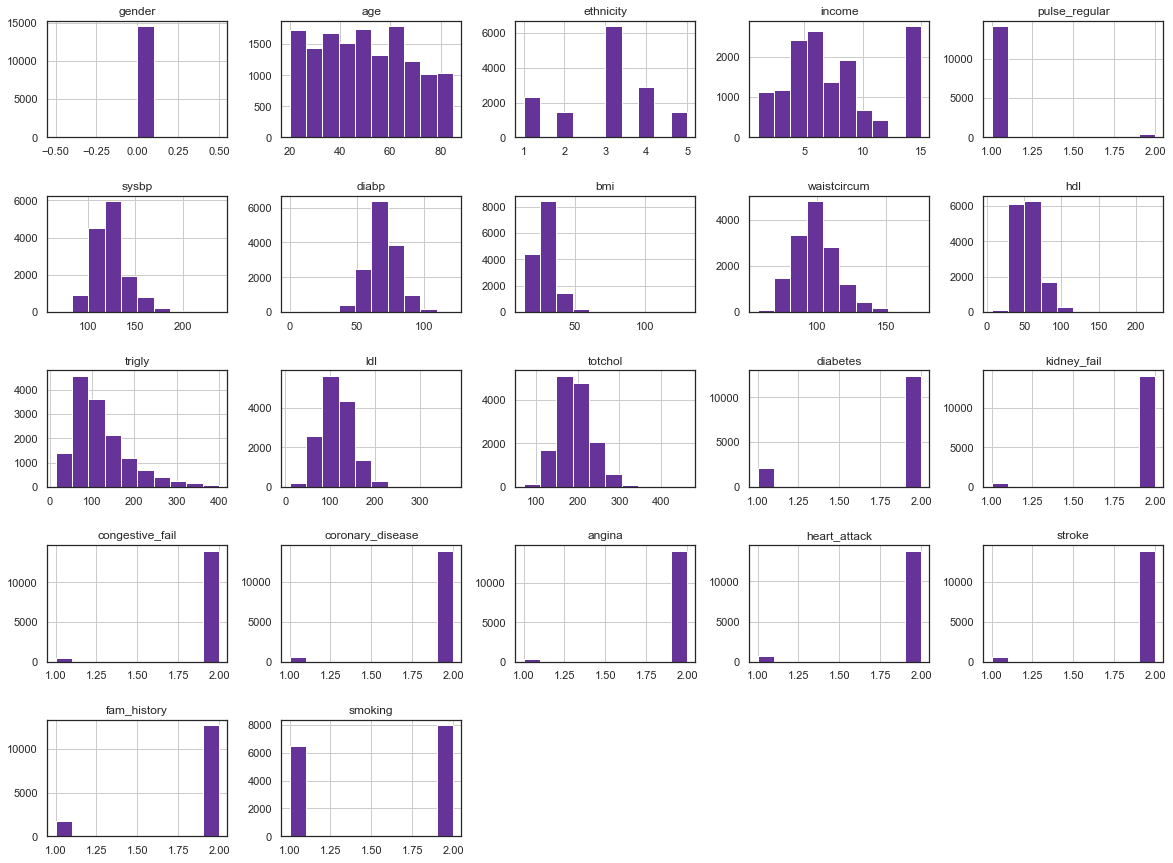 gender age ethnicity income pulse_regular
15000 10000 5000 0
1500 1000 500 0
6000 4000 2000 0
2000 1000 0
10000 5000 0
−0.50 −0.25 0.00 0.25 0.50
20 40 60 80
1 2 3 4 5
5 10 15
1.00 1.25 1.50 1.75 2.00
sysbp diabp bmi waistcircum hdl
6000 4000 2000 0
6000 4000 2000 0
8000 6000 4000 2000 0
4000 2000 0
6000 4000 2000 0
100 150 200
0 50 100
50 100
100 150
0 50 100 150 200
trigly ldl totchol diabetes kidney_fail
4000 3000 2000 1000 0
4000 2000 0
4000 2000 0
10000 5000 0
10000 5000 0
0 100 200 300 400
0 100 200 300
100 200 300 400
1.00 1.25 1.50 1.75 2.00
1.00 1.25 1.50 1.75 2.00
congestive_fail coronary_disease angina heart_attack stroke
10000 5000 0
10000 5000 0
10000 5000 0
10000 5000 0
10000 5000 0
1.00 1.25 1.50 1.75 2.00
1.00 1.25 1.50 1.75 2.00
1.00 1.25 1.50 1.75 2.00
1.00 1.25 1.50 1.75 2.00
1.00 1.25 1.50 1.75 2.00
fam_history smoking
10000 5000 0
8000 6000 4000 2000 0
1.00 1.25 1.50 1.75 2.00
1.00 1.25 1.50 1.75 2.00